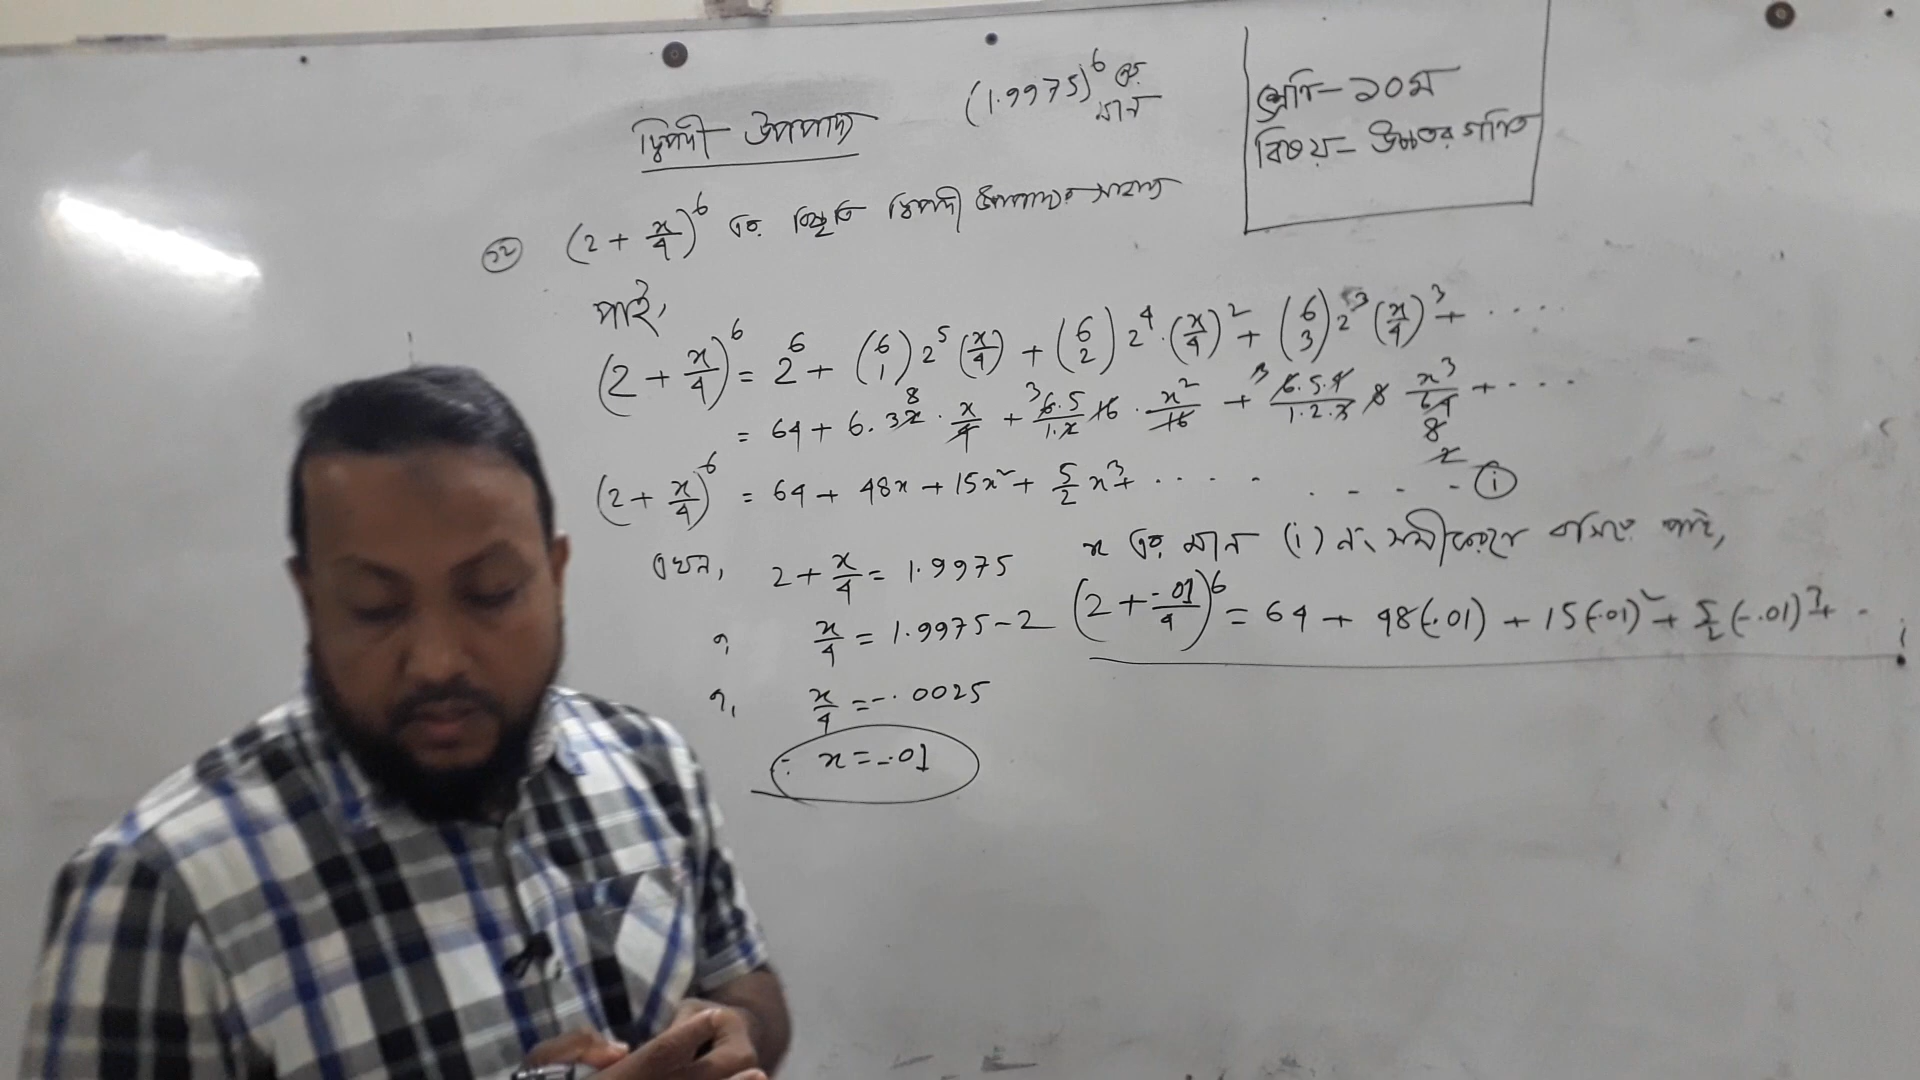 (1.9975)^6 এর
মান
শ্রেণি - ১০ম
বিষয় - উচ্চতর গণিত
দ্বিপদী উপপাদ্য
১২ (2 + x/4)^6 এর বিস্তৃতি দ্বিপদী উপপাদ্যের সাহায্যে
পাই,
(2 + x/4)^6 = 2^6 + (6 1) 2^5 (x/4) + (6 2) 2^4 . (x/4)^2 + (6 3) 2^3 (x/4)^3 + .....
= 64 + 6. 32 8 . x/4 + 3 6.5/1.2 16 . x^2/16 + 6.5.4/1.2.3 8 x^3/64 8 2 + ....
(2 + x/4)^6 = 64 + 48x + 15x^2 + 5/2 x^3 + ........ (i)
এখন, 2 + x/4 = 1.9975
বা, x/4 = 1.9975 - 2
বা, x/4 = -.0025
∴ x = -.01
x এর মান (i) নং সমীকরণে বসিয়ে পাই,
(2 + -.01/4)^6 = 64 + 48(-.01) + 15(-.01)^2 + 5/2 (-.01)^3 + ..